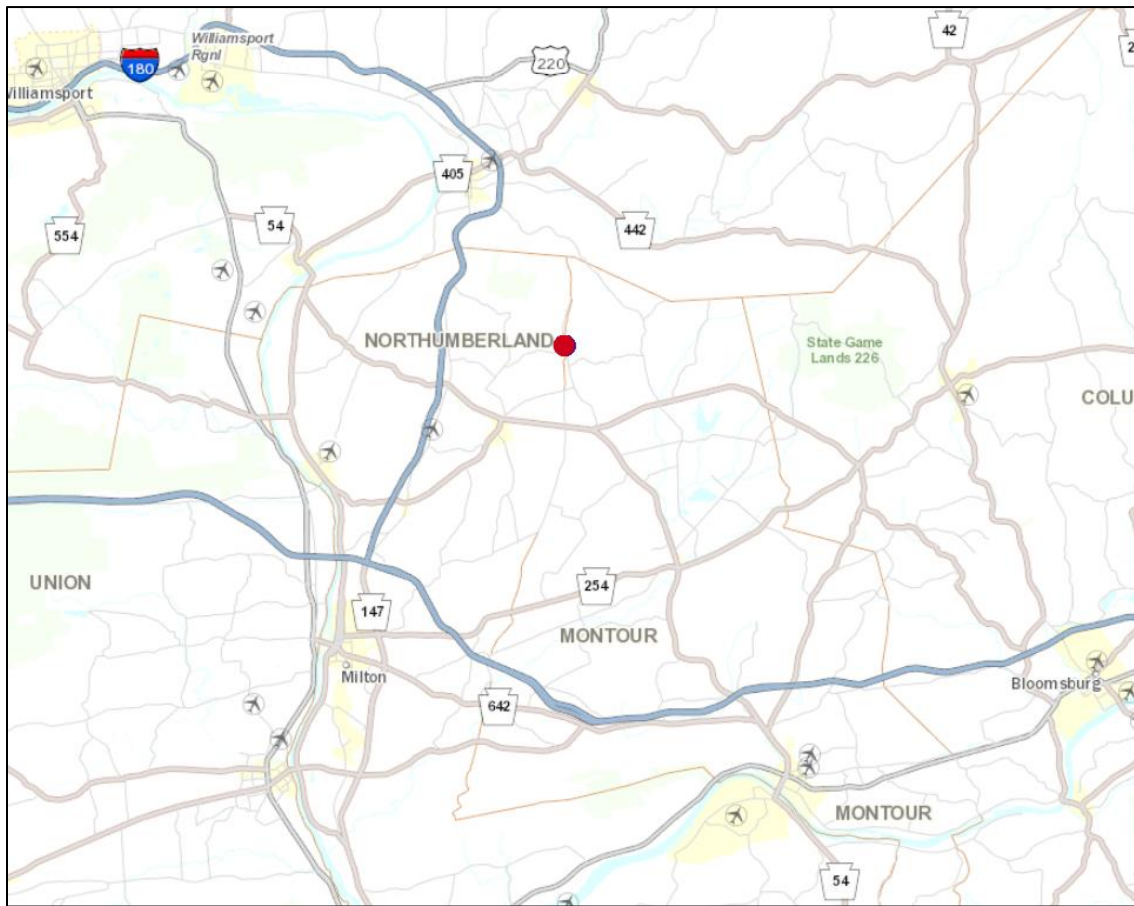 Williamsport
Rgnl
180
220
42
2
Williamsport
405
54
442
554
NORTHUMBERLAND
State Game
Lands 226
COLU
UNION
254
147
MONTOUR
Milton
642
Bloomsburg
MONTOUR
54